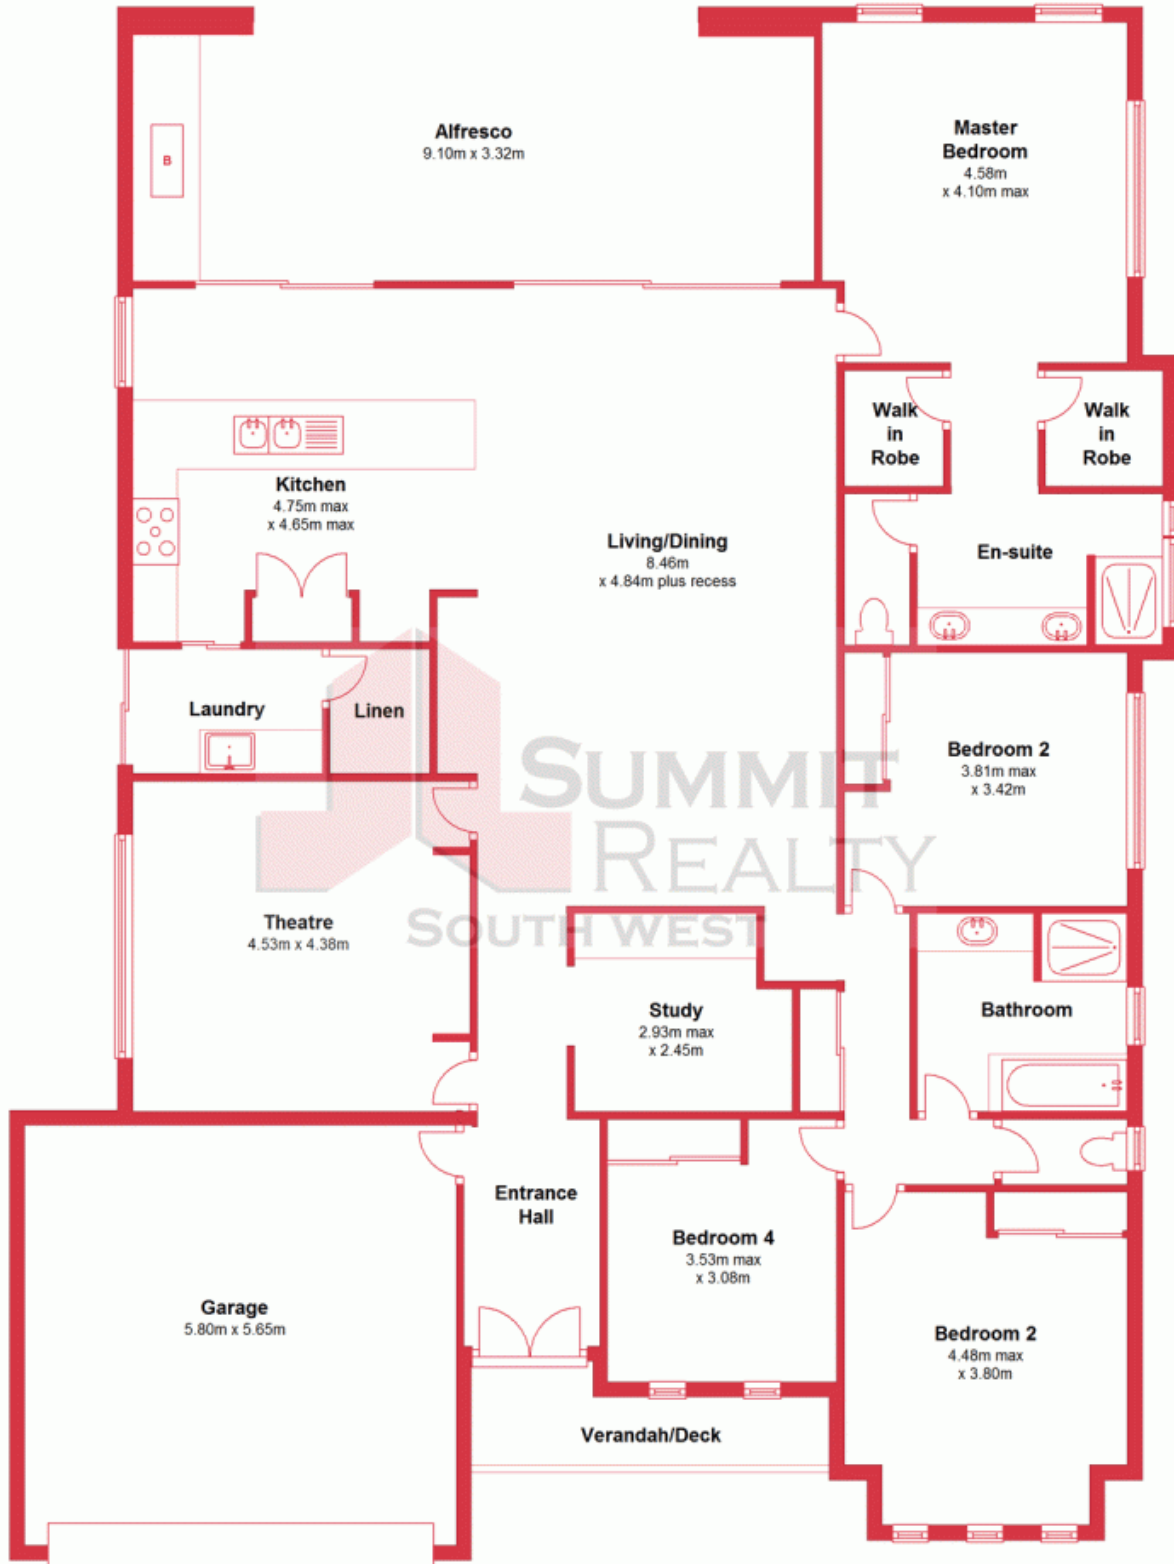 Alfresco
9.10m x 3.32m
B
Master
Bedroom
4.58m
x 4.10m max
Walk
in
Robe
Walk
in
Robe
Kitchen
4.75m max
x 4.65m max
Living/Dining
8.46m
x 4.84m plus recess
En-suite
Laundry
Linen
Bedroom 2
3.81m max
x 3.42m
SUMMIT
REALTY
SOUTH WEST
Theatre
4.53m x 4.38m
Study
2.93m max
x 2.45m
Bathroom
Entrance
Hall
Bedroom 4
3.53m max
x 3.08m
Garage
5.80m x 5.65m
Bedroom 2
4.48m max
x 3.80m
Verandah/Deck